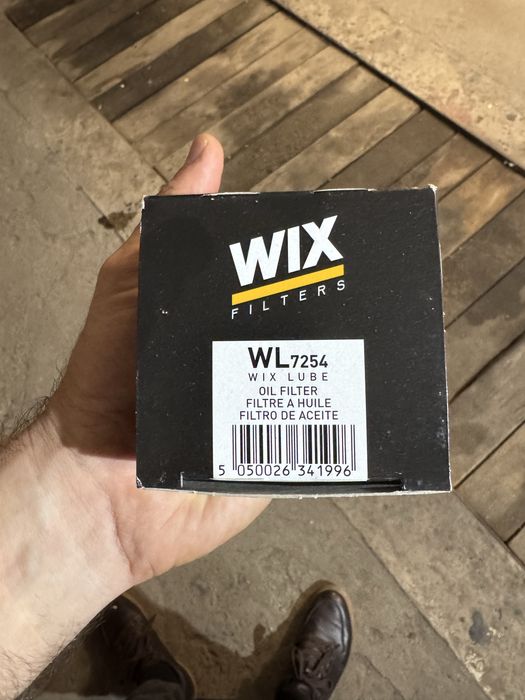 WIX
FILTERS
WL7254
WIX LUBE
OIL FILTER
FILTRE A HUILE
FILTRO DE ACEITE
5 050026 341996